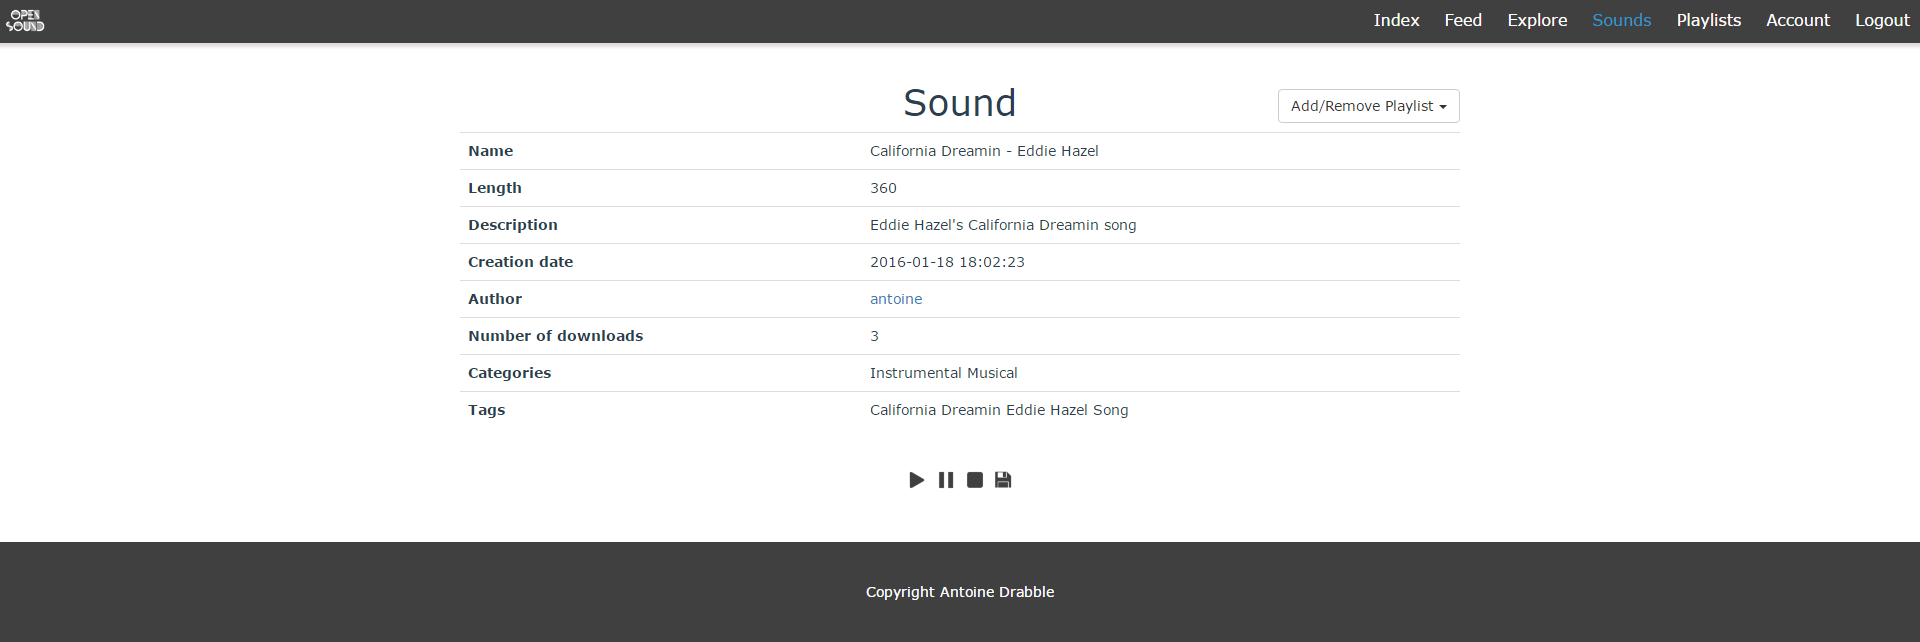 OPEN
SOUND
Index Feed Explore Sounds Playlists Account Logout
Sound
Add/Remove Playlist
Name California Dreamin - Eddie Hazel
Length 360
Description Eddie Hazel's California Dreamin song
Creation date 2016-01-18 18:02:23
Author antoine
Number of downloads 3
Categories Instrumental Musical
Tags California Dreamin Eddie Hazel Song
Copyright Antoine Drabble